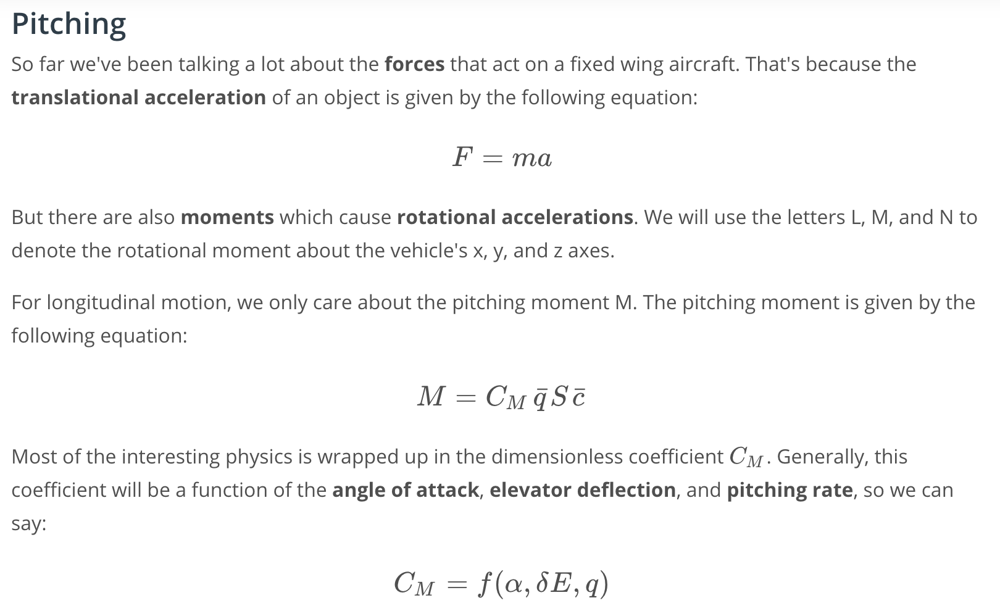 Pitching
So far we've been talking a lot about the forces that act on a fixed wing aircraft. That's because the
translational acceleration of an object is given by the following equation:
F = ma
But there are also moments which cause rotational accelerations. We will use the letters L, M, and N to
denote the rotational moment about the vehicle's x, y, and z axes.
For longitudinal motion, we only care about the pitching moment M. The pitching moment is given by the
following equation:
M = C_M q̄ S c̄
Most of the interesting physics is wrapped up in the dimensionless coefficient C_M. Generally, this
coefficient will be a function of the angle of attack, elevator deflection, and pitching rate, so we can
say:
C_M = f(α, δE, q)